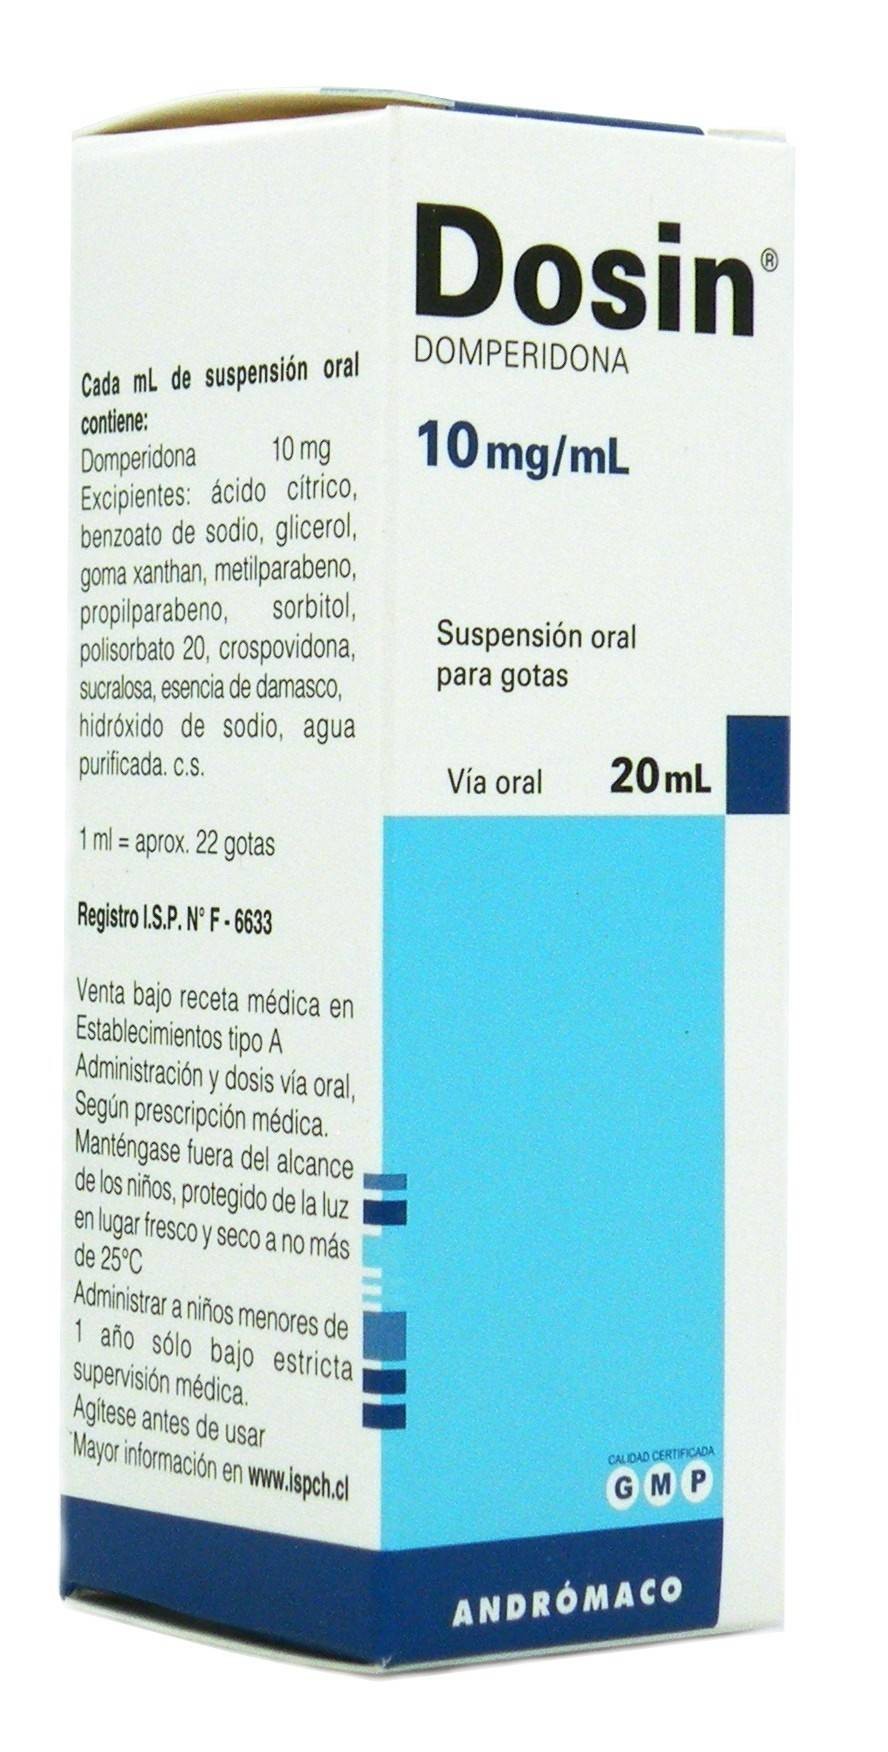 Dosin®
DOMPERIDONA
10 mg/mL
Suspensión oral
para gotas
Vía oral 20 mL
CALIDAD CERTIFICADA
G M P
ANDRÓMACO
Cada mL de suspensión oral
contiene:
Domperidona 10 mg
Excipientes: ácido cítrico,
benzoato de sodio, glicerol,
goma xanthan, metilparabeno,
propilparabeno, sorbitol,
polisorbato 20, crospovidona,
sucralosa, esencia de damasco,
hidróxido de sodio, agua
purificada. c.s.
1 ml = aprox. 22 gotas
Registro I.S.P. N° F - 6633
Venta bajo receta médica en
Establecimientos tipo A
Administración y dosis vía oral,
Según prescripción médica.
Manténgase fuera del alcance
de los niños, protegido de la luz
en lugar fresco y seco a no más
de 25°C
Administrar a niños menores de
1 año sólo bajo estricta
supervisión médica.
Agítese antes de usar
Mayor información en www.ispch.cl